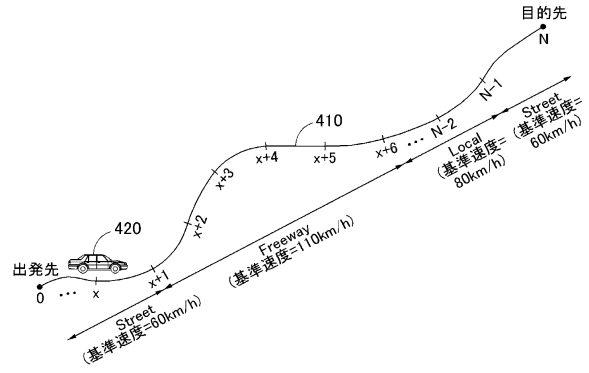 目的先
N
N-1
410
N-2
…
x+6
x+5
x+4
x+3
x+2
420
出発先
0
…
x
x+1
Street
(基準速度=60km/h)
Freeway
(基準速度=110km/h)
Local
(基準速度=
80km/h)
Street
(基準速度=
60km/h)